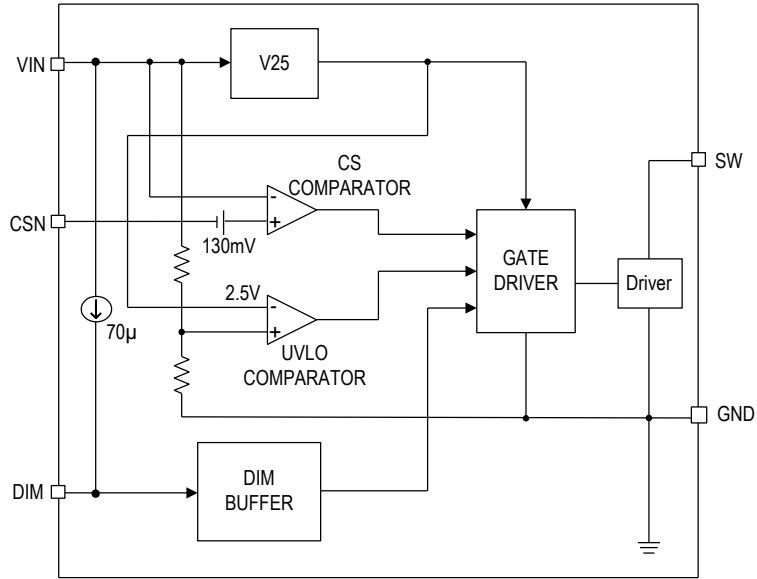 VIN
V25
SW
CS
COMPARATOR
-
+
CSN
130mV
GATE
DRIVER
Driver
2.5V
-
+
70µ
UVLO
COMPARATOR
GND
DIM
DIM
BUFFER